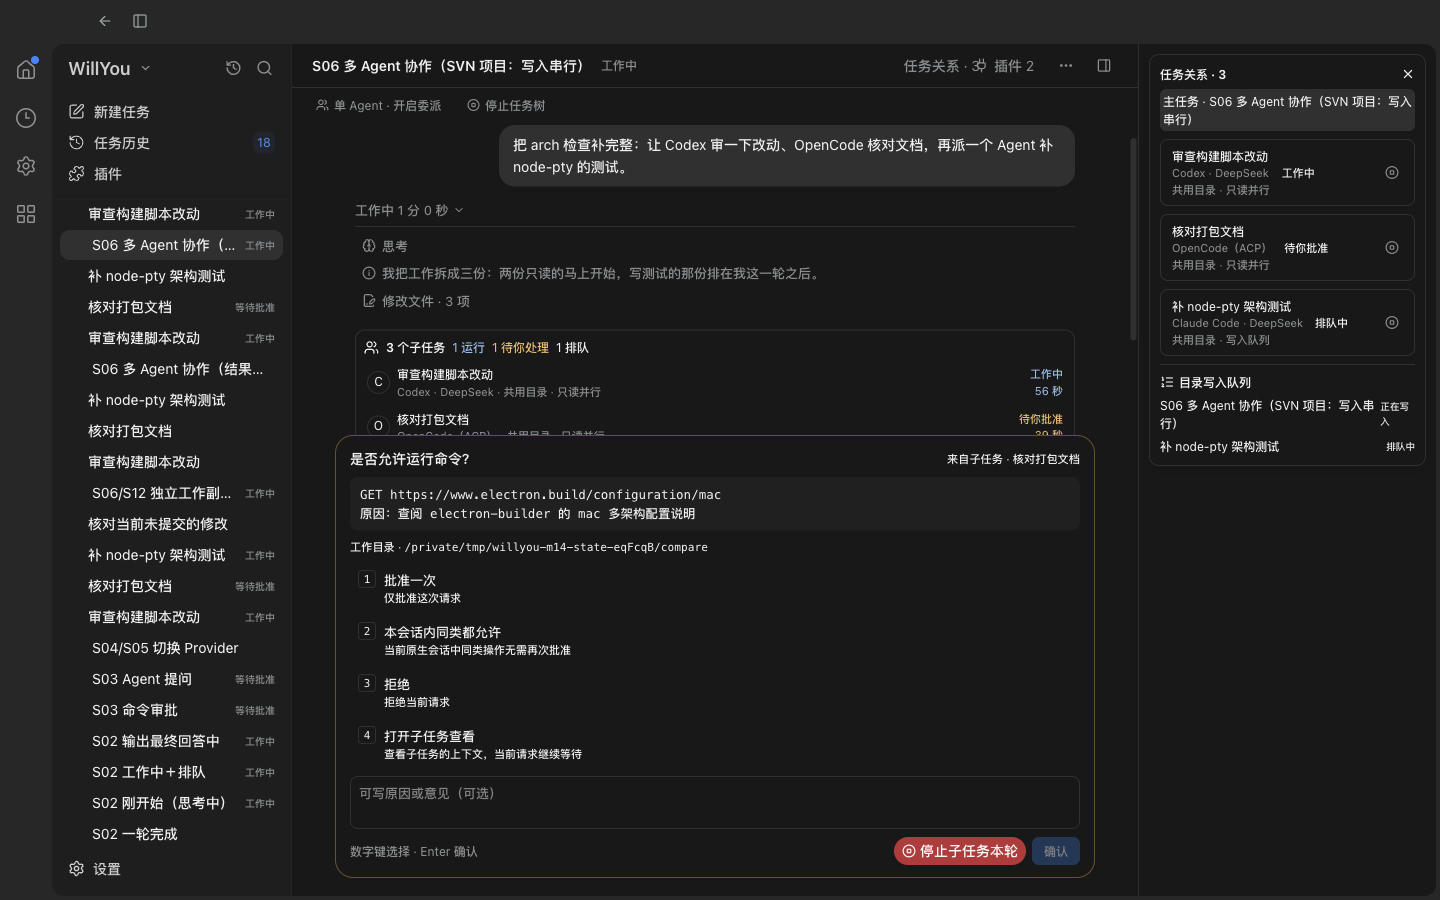 WillYou
新建任务
任务历史 18
插件
审查构建脚本改动 工作中
S06 多 Agent 协作（... 工作中
补 node-pty 架构测试
核对打包文档 等待批准
审查构建脚本改动 工作中
S06 多 Agent 协作（结果...
补 node-pty 架构测试
核对打包文档
审查构建脚本改动
S06/S12 独立工作副... 工作中
核对当前未提交的修改
补 node-pty 架构测试 工作中
核对打包文档 等待批准
审查构建脚本改动 工作中
S04/S05 切换 Provider
S03 Agent 提问 等待批准
S03 命令审批 等待批准
S02 输出最终回答中 工作中
S02 工作中＋排队 工作中
S02 刚开始（思考中） 工作中
S02 一轮完成
设置
S06 多 Agent 协作（SVN 项目：写入串行） 工作中
任务关系 · 3 插件 2
单 Agent · 开启委派 停止任务树
把 arch 检查补完整：让 Codex 审一下改动、OpenCode 核对文档，再派一个 Agent 补
node-pty 的测试。
工作中 1 分 0 秒
思考
我把工作拆成三份：两份只读的马上开始，写测试的那份排在我这一轮之后。
修改文件 · 3 项
3 个子任务 1 运行 1 待你处理 1 排队
C 审查构建脚本改动 工作中
Codex · DeepSeek · 共用目录 · 只读并行 56 秒
O 核对打包文档 待你批准
OpenCode（ACP） · 共用目录 · 只读并行 39 秒
是否允许运行命令？ 来自子任务 · 核对打包文档
GET https://www.electron.build/configuration/mac
原因：查阅 electron-builder 的 mac 多架构配置说明
工作目录 · /private/tmp/willyou-m14-state-eqFcqB/compare
1 批准一次
仅批准这次请求
2 本会话内同类都允许
当前原生会话中同类操作无需再次批准
3 拒绝
拒绝当前请求
4 打开子任务查看
查看子任务的上下文，当前请求继续等待
可写原因或意见（可选）
数字键选择 · Enter 确认 停止子任务本轮 确认
任务关系 · 3
主任务 · S06 多 Agent 协作（SVN 项目：写入
串行）
审查构建脚本改动
Codex · DeepSeek 工作中
共用目录 · 只读并行
核对打包文档
OpenCode（ACP） 待你批准
共用目录 · 只读并行
补 node-pty 架构测试
Claude Code · DeepSeek 排队中
共用目录 · 写入队列
目录写入队列
S06 多 Agent 协作（SVN 项目：写入串 正在写
行） 入
补 node-pty 架构测试 排队中